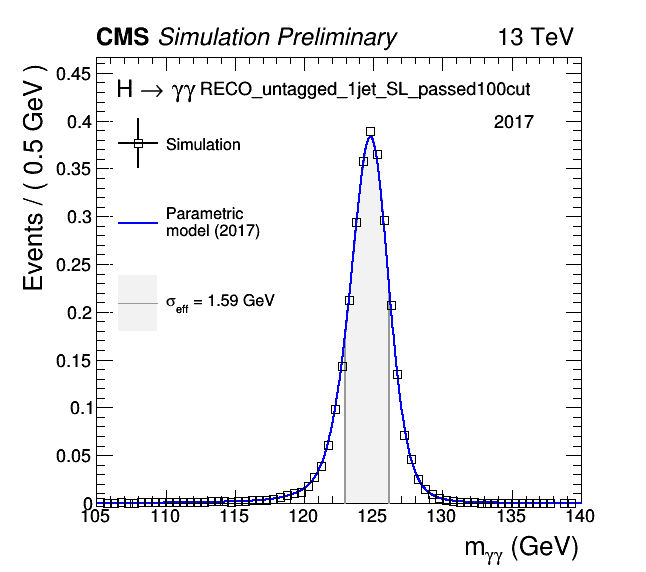 CMS Simulation Preliminary 13 TeV
H → γγ RECO_untagged_1jet_SL_passed100cut
2017
Simulation
Parametric
model (2017)
σeff = 1.59 GeV
Events / ( 0.5 GeV )
0.45
0.4
0.35
0.3
0.25
0.2
0.15
0.1
0.05
0
105 110 115 120 125 130 135 140
mγγ (GeV)